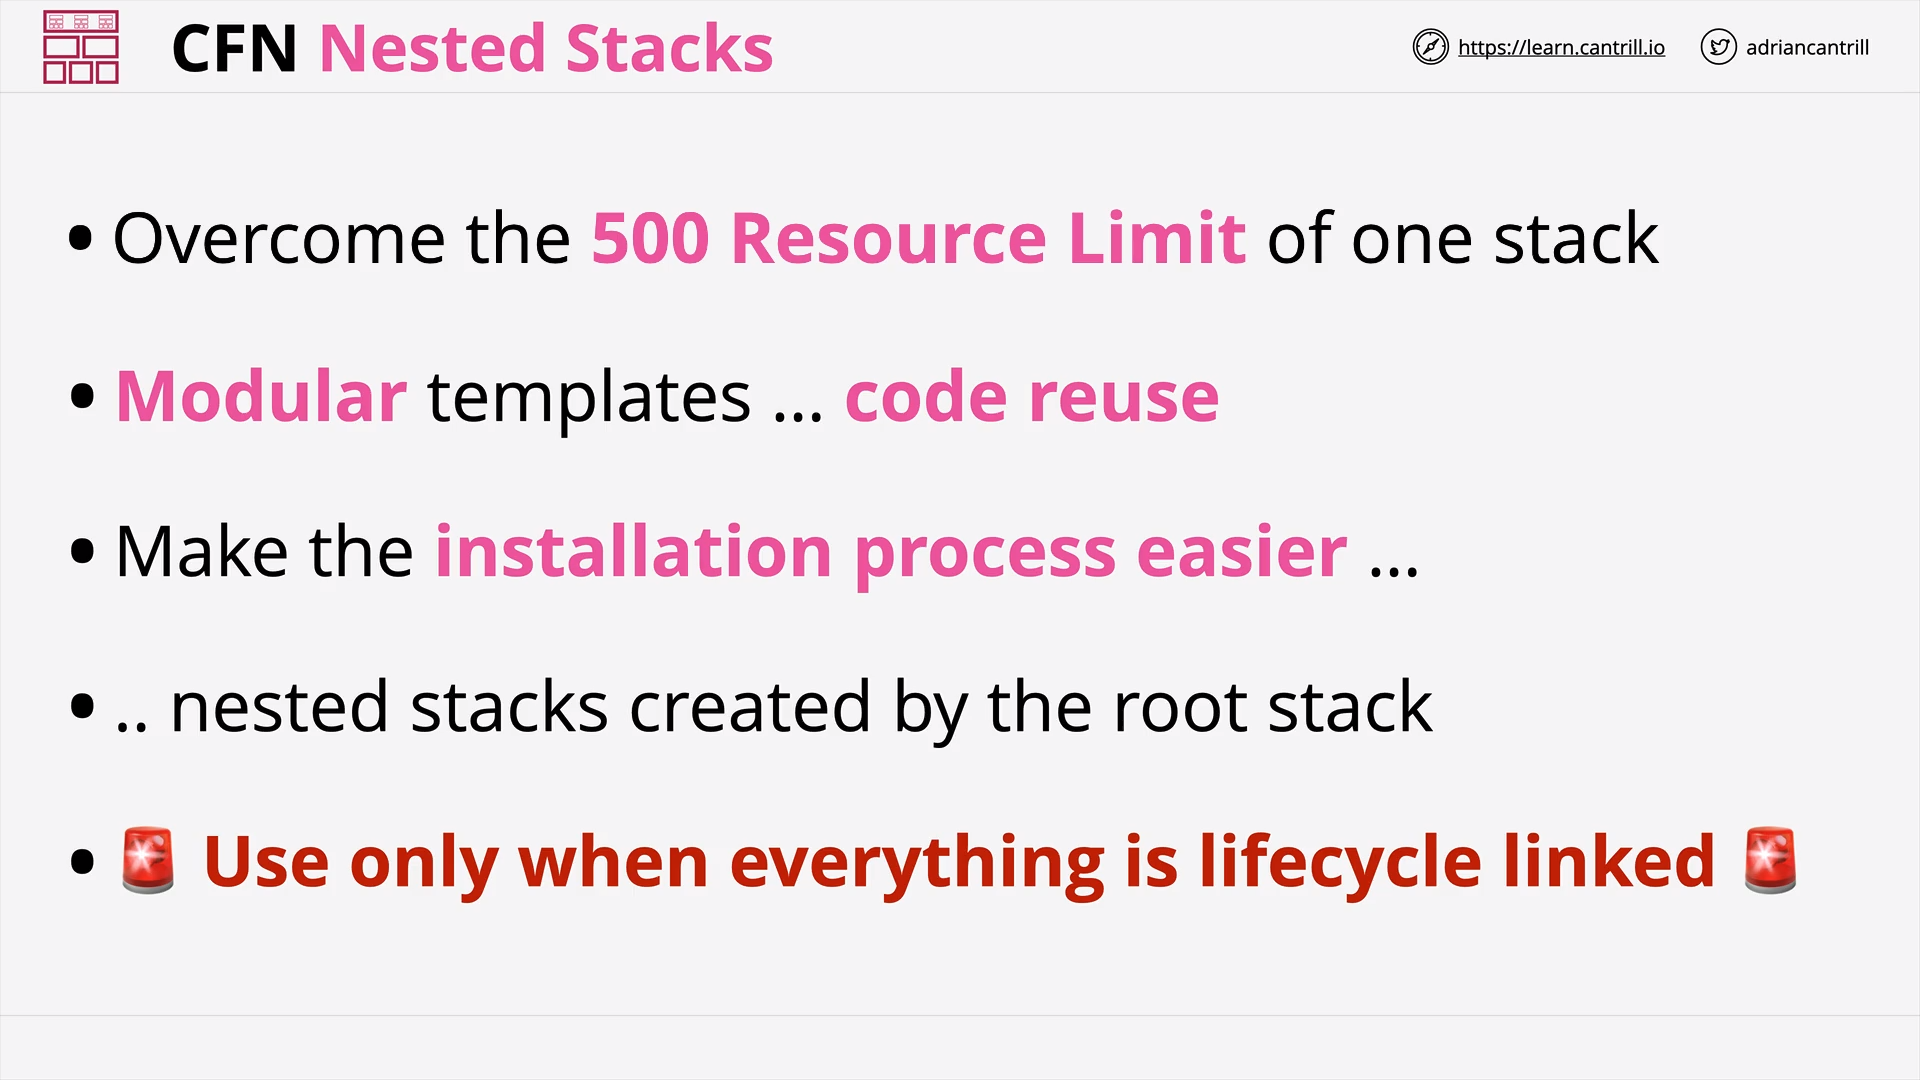 CFN Nested Stacks
https://learn.cantrill.io
adriancantrill
• Overcome the 500 Resource Limit of one stack
• Modular templates ... code reuse
• Make the installation process easier ...
• .. nested stacks created by the root stack
• 🚨 Use only when everything is lifecycle linked 🚨